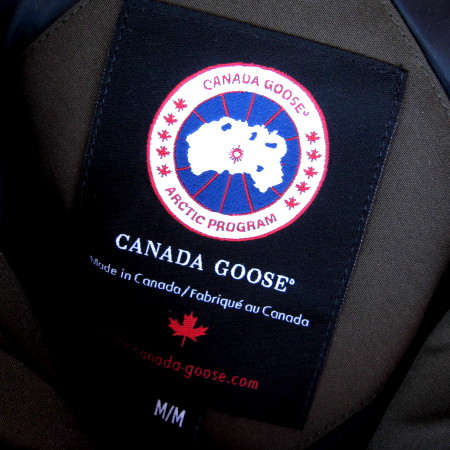 CANADA GOOSE®
ARCTIC PROGRAM
CANADA GOOSE®
Made in Canada/Fabriqué au Canada
canada-goose.com
M/M